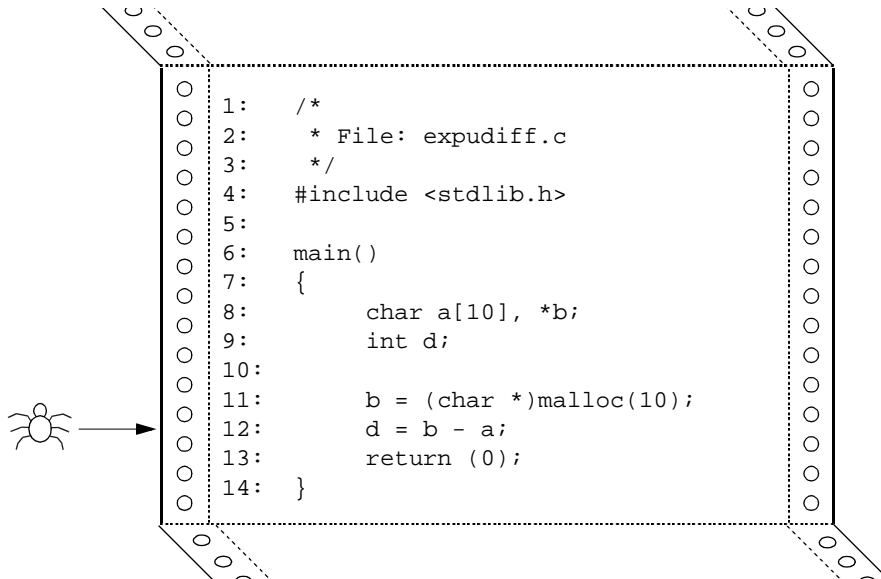 1: /*
2: * File: expudiff.c
3: */
4: #include <stdlib.h>
5:
6: main()
7: {
8: char a[10], *b;
9: int d;
10:
11: b = (char *)malloc(10);
12: d = b - a;
13: return (0);
14: }